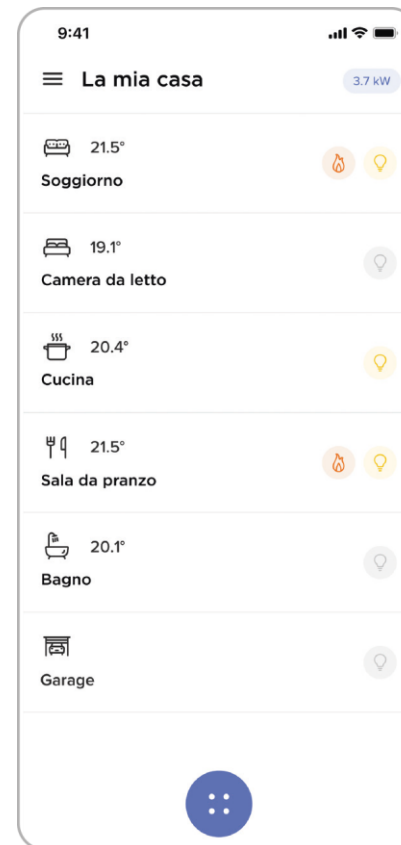 9:41
La mia casa
3.7 kW
21.5°
Soggiorno
19.1°
Camera da letto
20.4°
Cucina
21.5°
Sala da pranzo
20.1°
Bagno
Garage